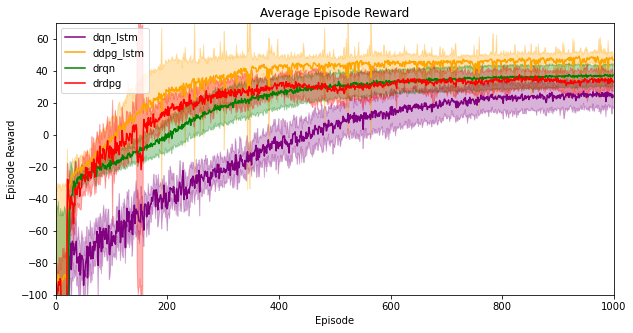 Average Episode Reward
dqn_lstm
ddpg_lstm
drqn
drdpg
60
40
20
0
−20
−40
−60
−80
−100
Episode Reward
0
200
400
600
800
1000
Episode